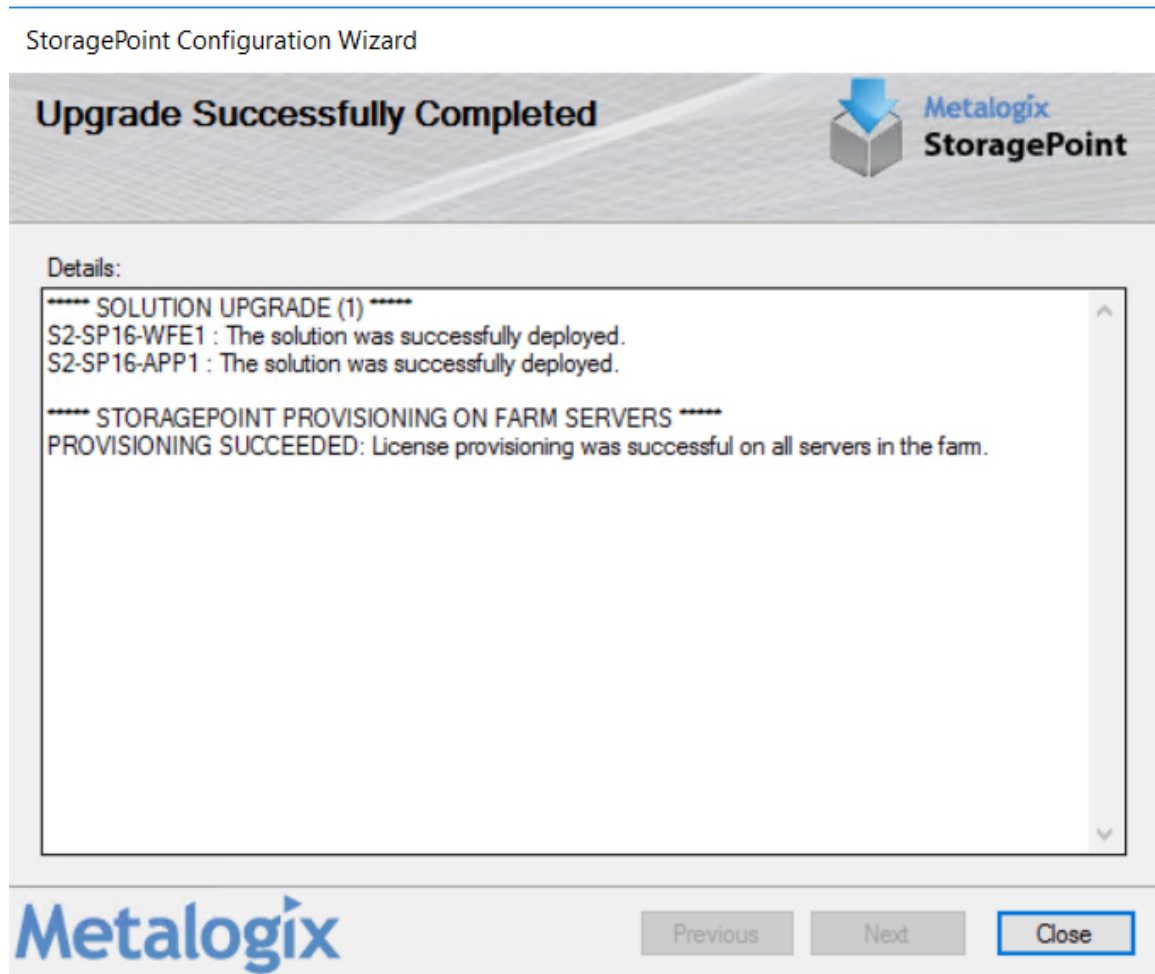 StoragePoint Configuration Wizard
Upgrade Successfully Completed
Metalogix
StoragePoint
Details:
***** SOLUTION UPGRADE (1) *****
S2-SP16-WFE1 : The solution was successfully deployed.
S2-SP16-APP1 : The solution was successfully deployed.
***** STORAGEPOINT PROVISIONING ON FARM SERVERS *****
PROVISIONING SUCCEEDED: License provisioning was successful on all servers in the farm.
Metalogix
Previous
Next
Close